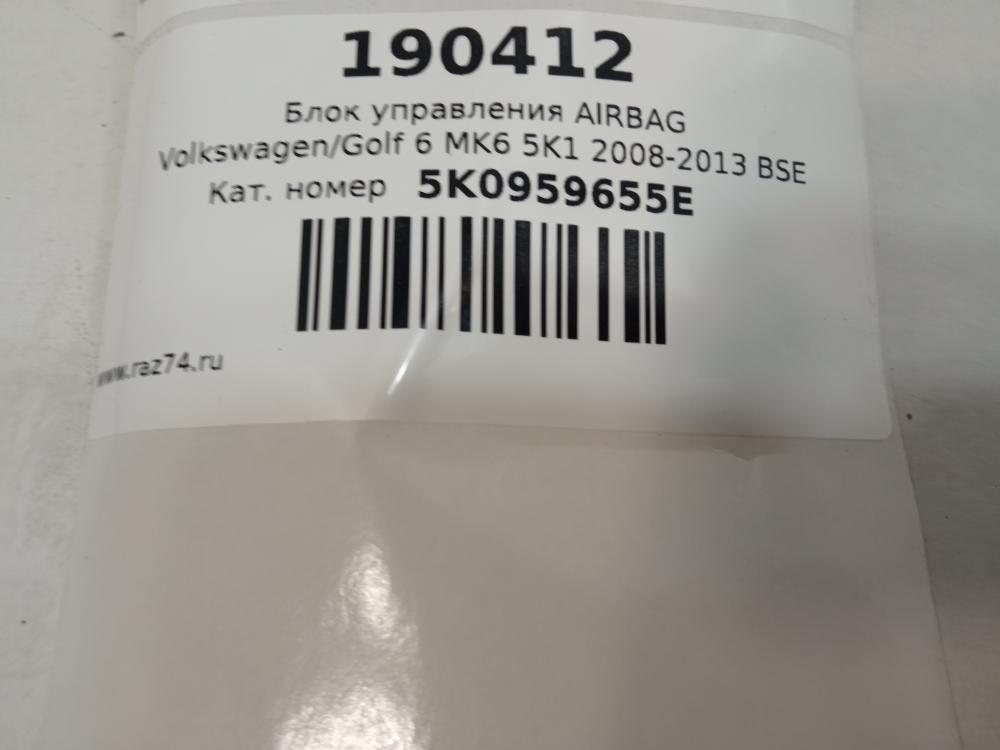 190412
Блок управления AIRBAG
Volkswagen/Golf 6 MK6 5K1 2008-2013 BSE
Кат. номер 5K0959655E
www.raz74.ru